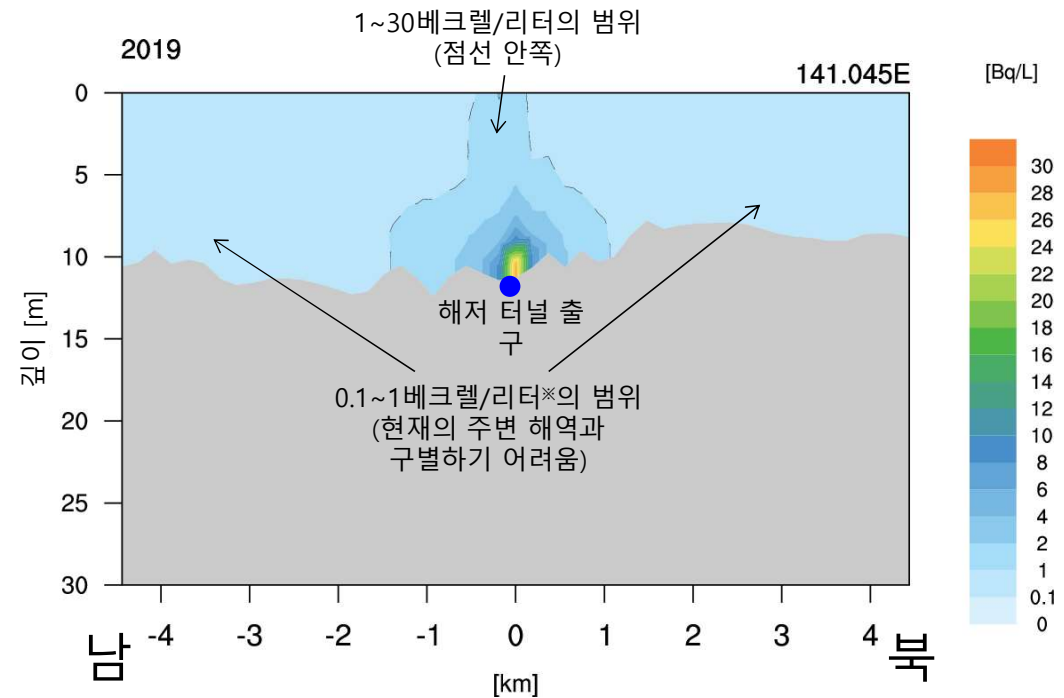 1~30베크렐/리터의 범위
(점선 안쪽)
2019
141.045E
[Bq/L]
0
5
10
15
20
25
30
깊이 [m]
해저 터널 출
구
0.1~1베크렐/리터※의 범위
(현재의 주변 해역과
구별하기 어려움)
30
28
26
24
22
20
16
14
12
10
8
6
4
2
1
0.1
0
남
-4
-3
-2
-1
0
1
2
3
4
북
[km]